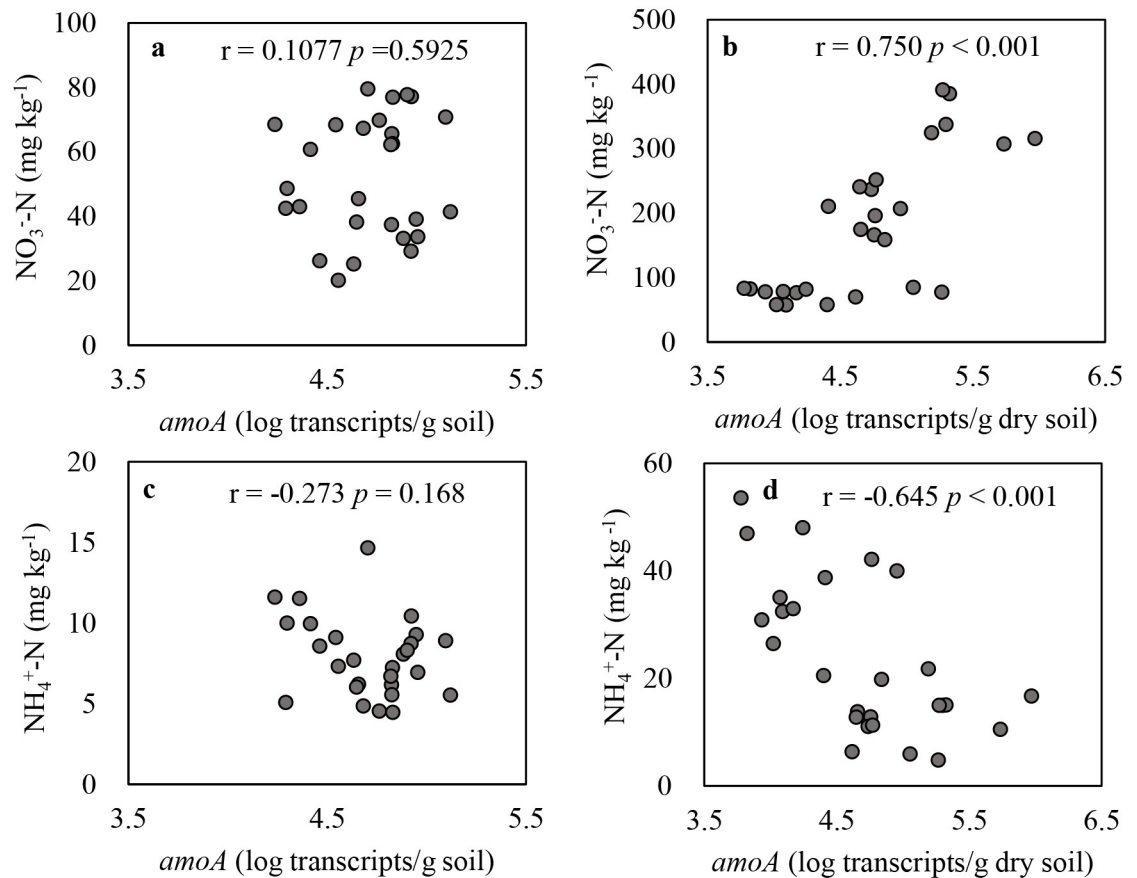 a
r = 0.1077 p =0.5925
100
80
60
40
20
0
NO₃⁻-N (mg kg⁻¹)
3.5 4.5 5.5
amoA (log transcripts/g soil)
b
r = 0.750 p < 0.001
500
400
300
200
100
0
NO₃⁻-N (mg kg ⁻¹)
3.5 4.5 5.5 6.5
amoA (log transcripts/g dry soil)
c
r = -0.273 p = 0.168
20
15
10
5
0
NH₄⁺-N (mg kg⁻¹)
3.5 4.5 5.5
amoA (log transcripts/g soil)
d
r = -0.645 p < 0.001
60
40
20
0
NH₄⁺-N (mg kg⁻¹)
3.5 4.5 5.5 6.5
amoA (log transcripts/g dry soil)